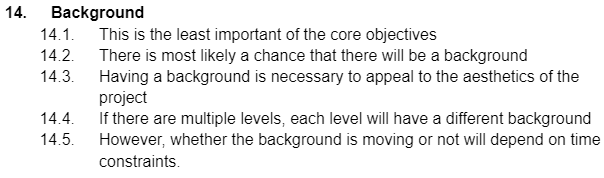 14. Background
14.1. This is the least important of the core objectives
14.2. There is most likely a chance that there will be a background
14.3. Having a background is necessary to appeal to the aesthetics of the
project
14.4. If there are multiple levels, each level will have a different background
14.5. However, whether the background is moving or not will depend on time
constraints.